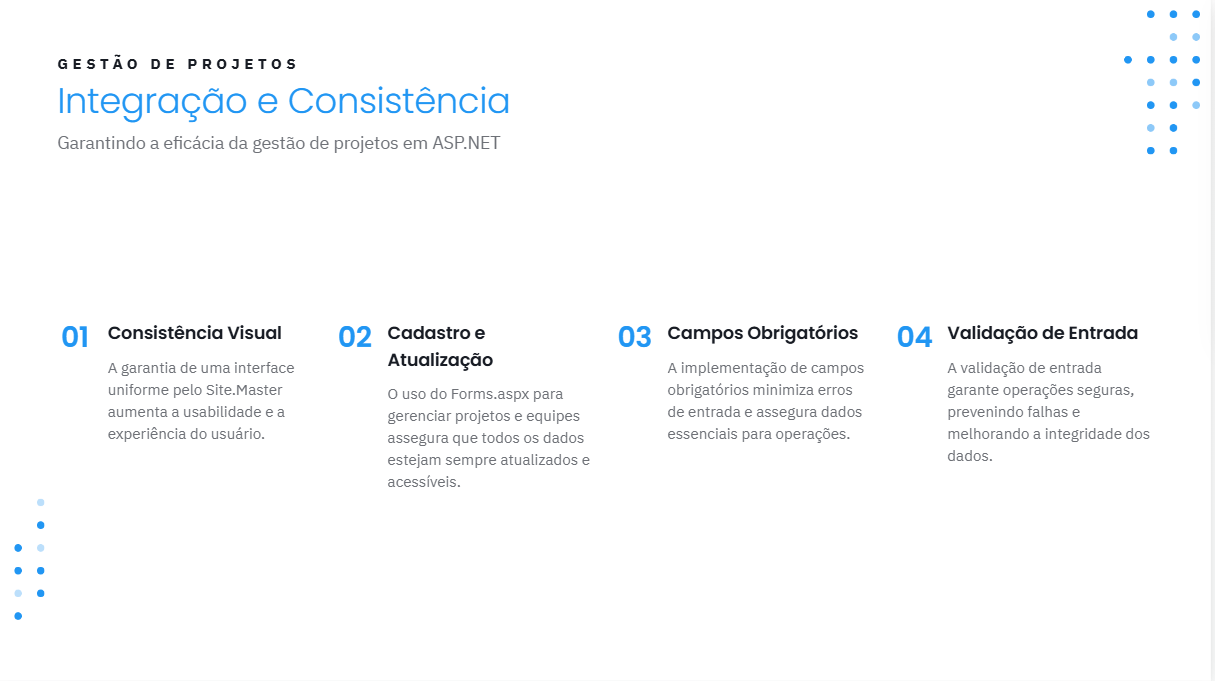 GESTÃO DE PROJETOS
Integração e Consistência
Garantindo a eficácia da gestão de projetos em ASP.NET
01
Consistência Visual
A garantia de uma interface
uniforme pelo Site.Master
aumenta a usabilidade e a
experiência do usuário.
02
Cadastro e
Atualização
O uso do Forms.aspx para
gerenciar projetos e equipes
assegura que todos os dados
estejam sempre atualizados e
acessíveis.
03
Campos Obrigatórios
A implementação de campos
obrigatórios minimiza erros
de entrada e assegura dados
essenciais para operações.
04
Validação de Entrada
A validação de entrada
garante operações seguras,
prevenindo falhas e
melhorando a integridade dos
dados.